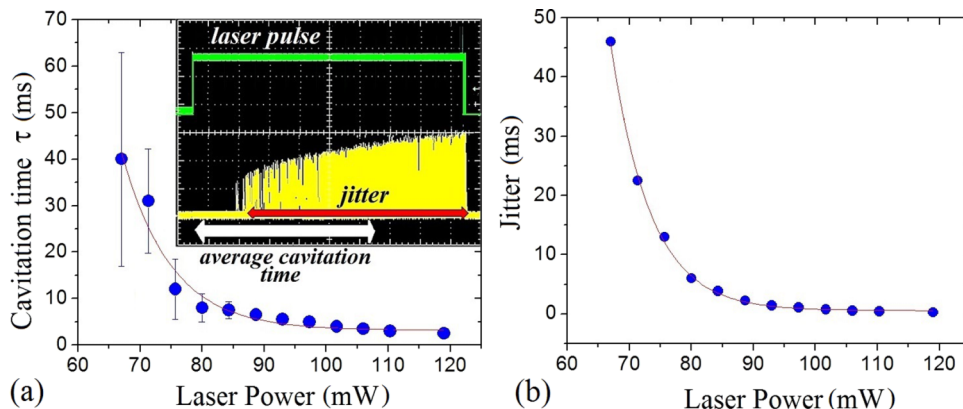 70
60
50
40
30
20
10
0
60 70 80 90 100 110 120
Cavitation time τ (ms)
Laser Power (mW)
(a)
laser pulse
jitter
average cavitation
time
50
40
30
20
10
0
60 70 80 90 100 110 120
Jitter (ms)
Laser Power (mW)
(b)